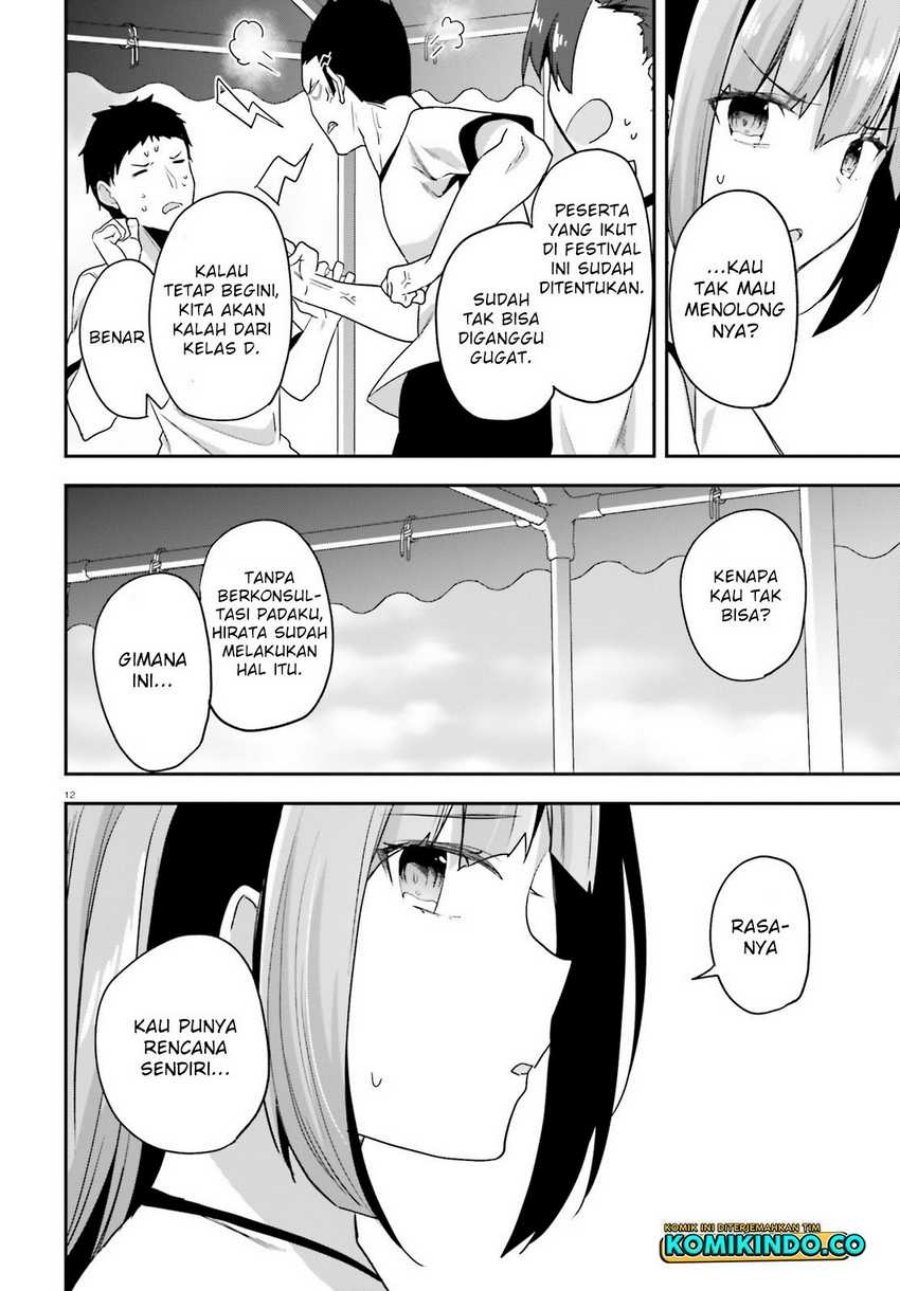 ...KAU
TAK MAU
MENOLONG
NYA?
PESERTA
YANG IKUT
DI FESTIVAL
INI SUDAH
DITENTUKAN.
SUDAH
TAK BISA
DIGANGGU
GUGAT.
KALAU
TETAP BEGINI,
KITA AKAN
KALAH DARI
KELAS D.
BENAR
KENAPA
KAU TAK
BISA?
TANPA
BERKONSUL-
TASI PADAKU,
HIRATA SUDAH
MELAKUKAN
HAL ITU.
GIMANA
INI...
12
RASA-
NYA
KAU PUNYA
RENCANA
SENDIRI...
KOMIK INI DITERJEMAHKAN TIM
KOMIKINDO.CO